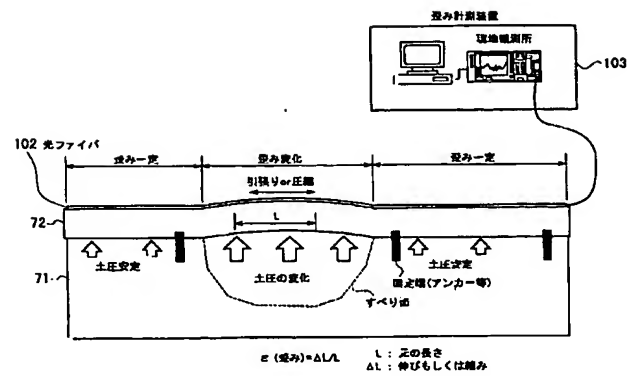 歪み計測装置
現地観測所
103
102 光ファイバ
歪み一定
歪み変化
歪み一定
引張りor圧縮
L
72
土圧安定
土圧の変化
土圧安定
71
固定端(アンカー等)
すべり面
ε (歪み)=ΔL/L
L : 元の長さ
ΔL : 伸びもしくは縮み